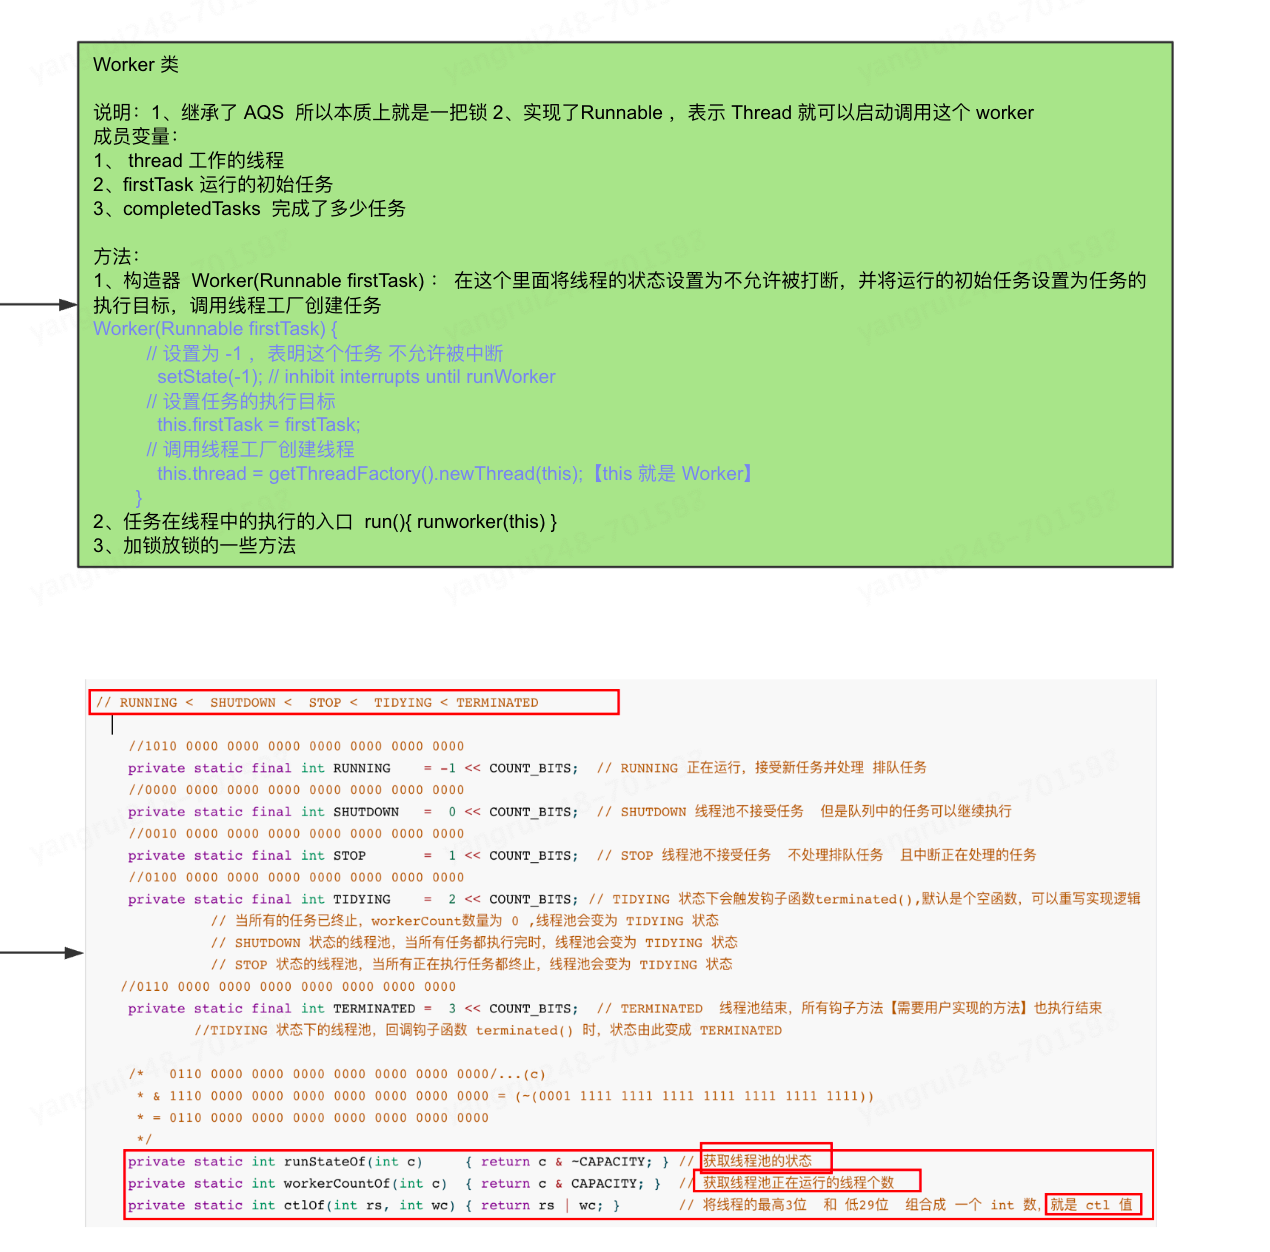 Worker 类
说明：1、继承了 AQS 所以本质上就是一把锁 2、实现了Runnable ，表示 Thread 就可以启动调用这个 worker
成员变量：
1、 thread 工作的线程
2、firstTask 运行的初始任务
3、completedTasks 完成了多少任务
方法：
1、构造器 Worker(Runnable firstTask) ： 在这个里面将线程的状态设置为不允许被打断，并将运行的初始任务设置为任务的
执行目标，调用线程工厂创建任务
Worker(Runnable firstTask) {
// 设置为 -1 ，表明这个任务 不允许被中断
setState(-1); // inhibit interrupts until runWorker
// 设置任务的执行目标
this.firstTask = firstTask;
// 调用线程工厂创建线程
this.thread = getThreadFactory().newThread(this);【this 就是 Worker】
}
2、任务在线程中的执行的入口 run(){ runworker(this) }
3、加锁放锁的一些方法
// RUNNING < SHUTDOWN < STOP < TIDYING < TERMINATED
//1010 0000 0000 0000 0000 0000 0000 0000
private static final int RUNNING = -1 << COUNT_BITS; // RUNNING 正在运行，接受新任务并处理 排队任务
//0000 0000 0000 0000 0000 0000 0000 0000
private static final int SHUTDOWN = 0 << COUNT_BITS; // SHUTDOWN 线程池不接受任务 但是队列中的任务可以继续执行
//0010 0000 0000 0000 0000 0000 0000 0000
private static final int STOP = 1 << COUNT_BITS; // STOP 线程池不接受任务 不处理排队任务 且中断正在处理的任务
//0100 0000 0000 0000 0000 0000 0000 0000
private static final int TIDYING = 2 << COUNT_BITS; // TIDYING 状态下会触发钩子函数terminated(),默认是个空函数，可以重写实现逻辑
// 当所有的任务已终止，workerCount数量为 0 ,线程池会变为 TIDYING 状态
// SHUTDOWN 状态的线程池，当所有任务都执行完时，线程池会变为 TIDYING 状态
// STOP 状态的线程池，当所有正在执行任务都终止，线程池会变为 TIDYING 状态
//0110 0000 0000 0000 0000 0000 0000 0000
private static final int TERMINATED = 3 << COUNT_BITS; // TERMINATED 线程池结束，所有钩子方法【需要用户实现的方法】也执行结束
//TIDYING 状态下的线程池，回调钩子函数 terminated() 时，状态由此变成 TERMINATED
/* 0110 0000 0000 0000 0000 0000 0000 0000/...(c)
* & 1110 0000 0000 0000 0000 0000 0000 0000 = (~(0001 1111 1111 1111 1111 1111 1111 1111))
* = 0110 0000 0000 0000 0000 0000 0000 0000
*/
private static int runStateOf(int c) { return c & ~CAPACITY; } // 获取线程池的状态
private static int workerCountOf(int c) { return c & CAPACITY; } // 获取线程池正在运行的线程个数
private static int ctlOf(int rs, int wc) { return rs | wc; } // 将线程的最高3位 和 低29位 组合成 一个 int 数，就是 ctl 值